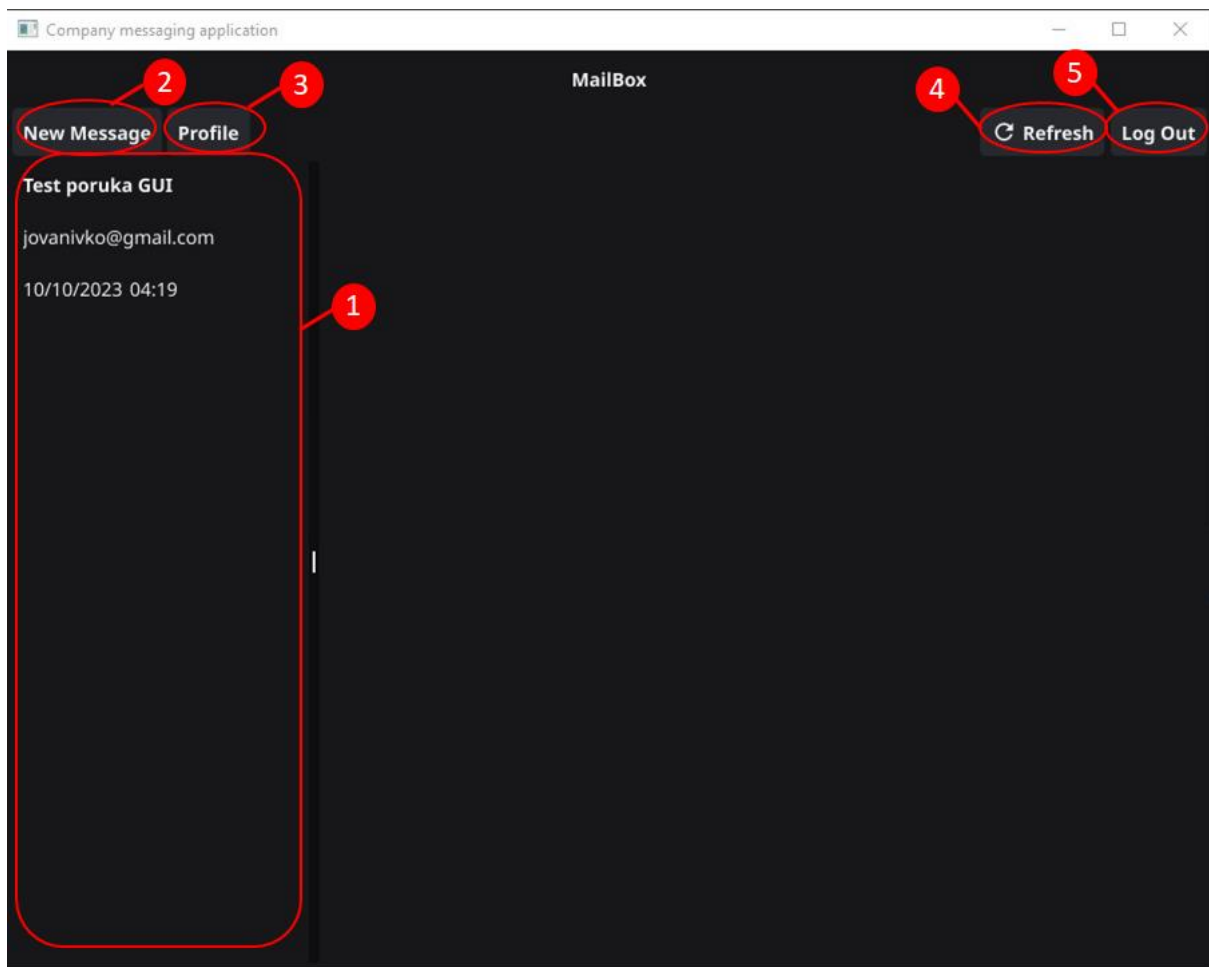 Company messaging application
MailBox
2
3
4
5
New Message Profile Refresh Log Out
Test poruka GUI
jovanivko@gmail.com
10/10/2023 04:19
1